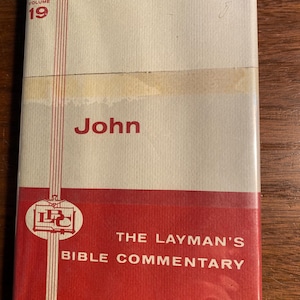 VOLUME
19
John
LBC
THE LAYMAN'S
BIBLE COMMENTARY